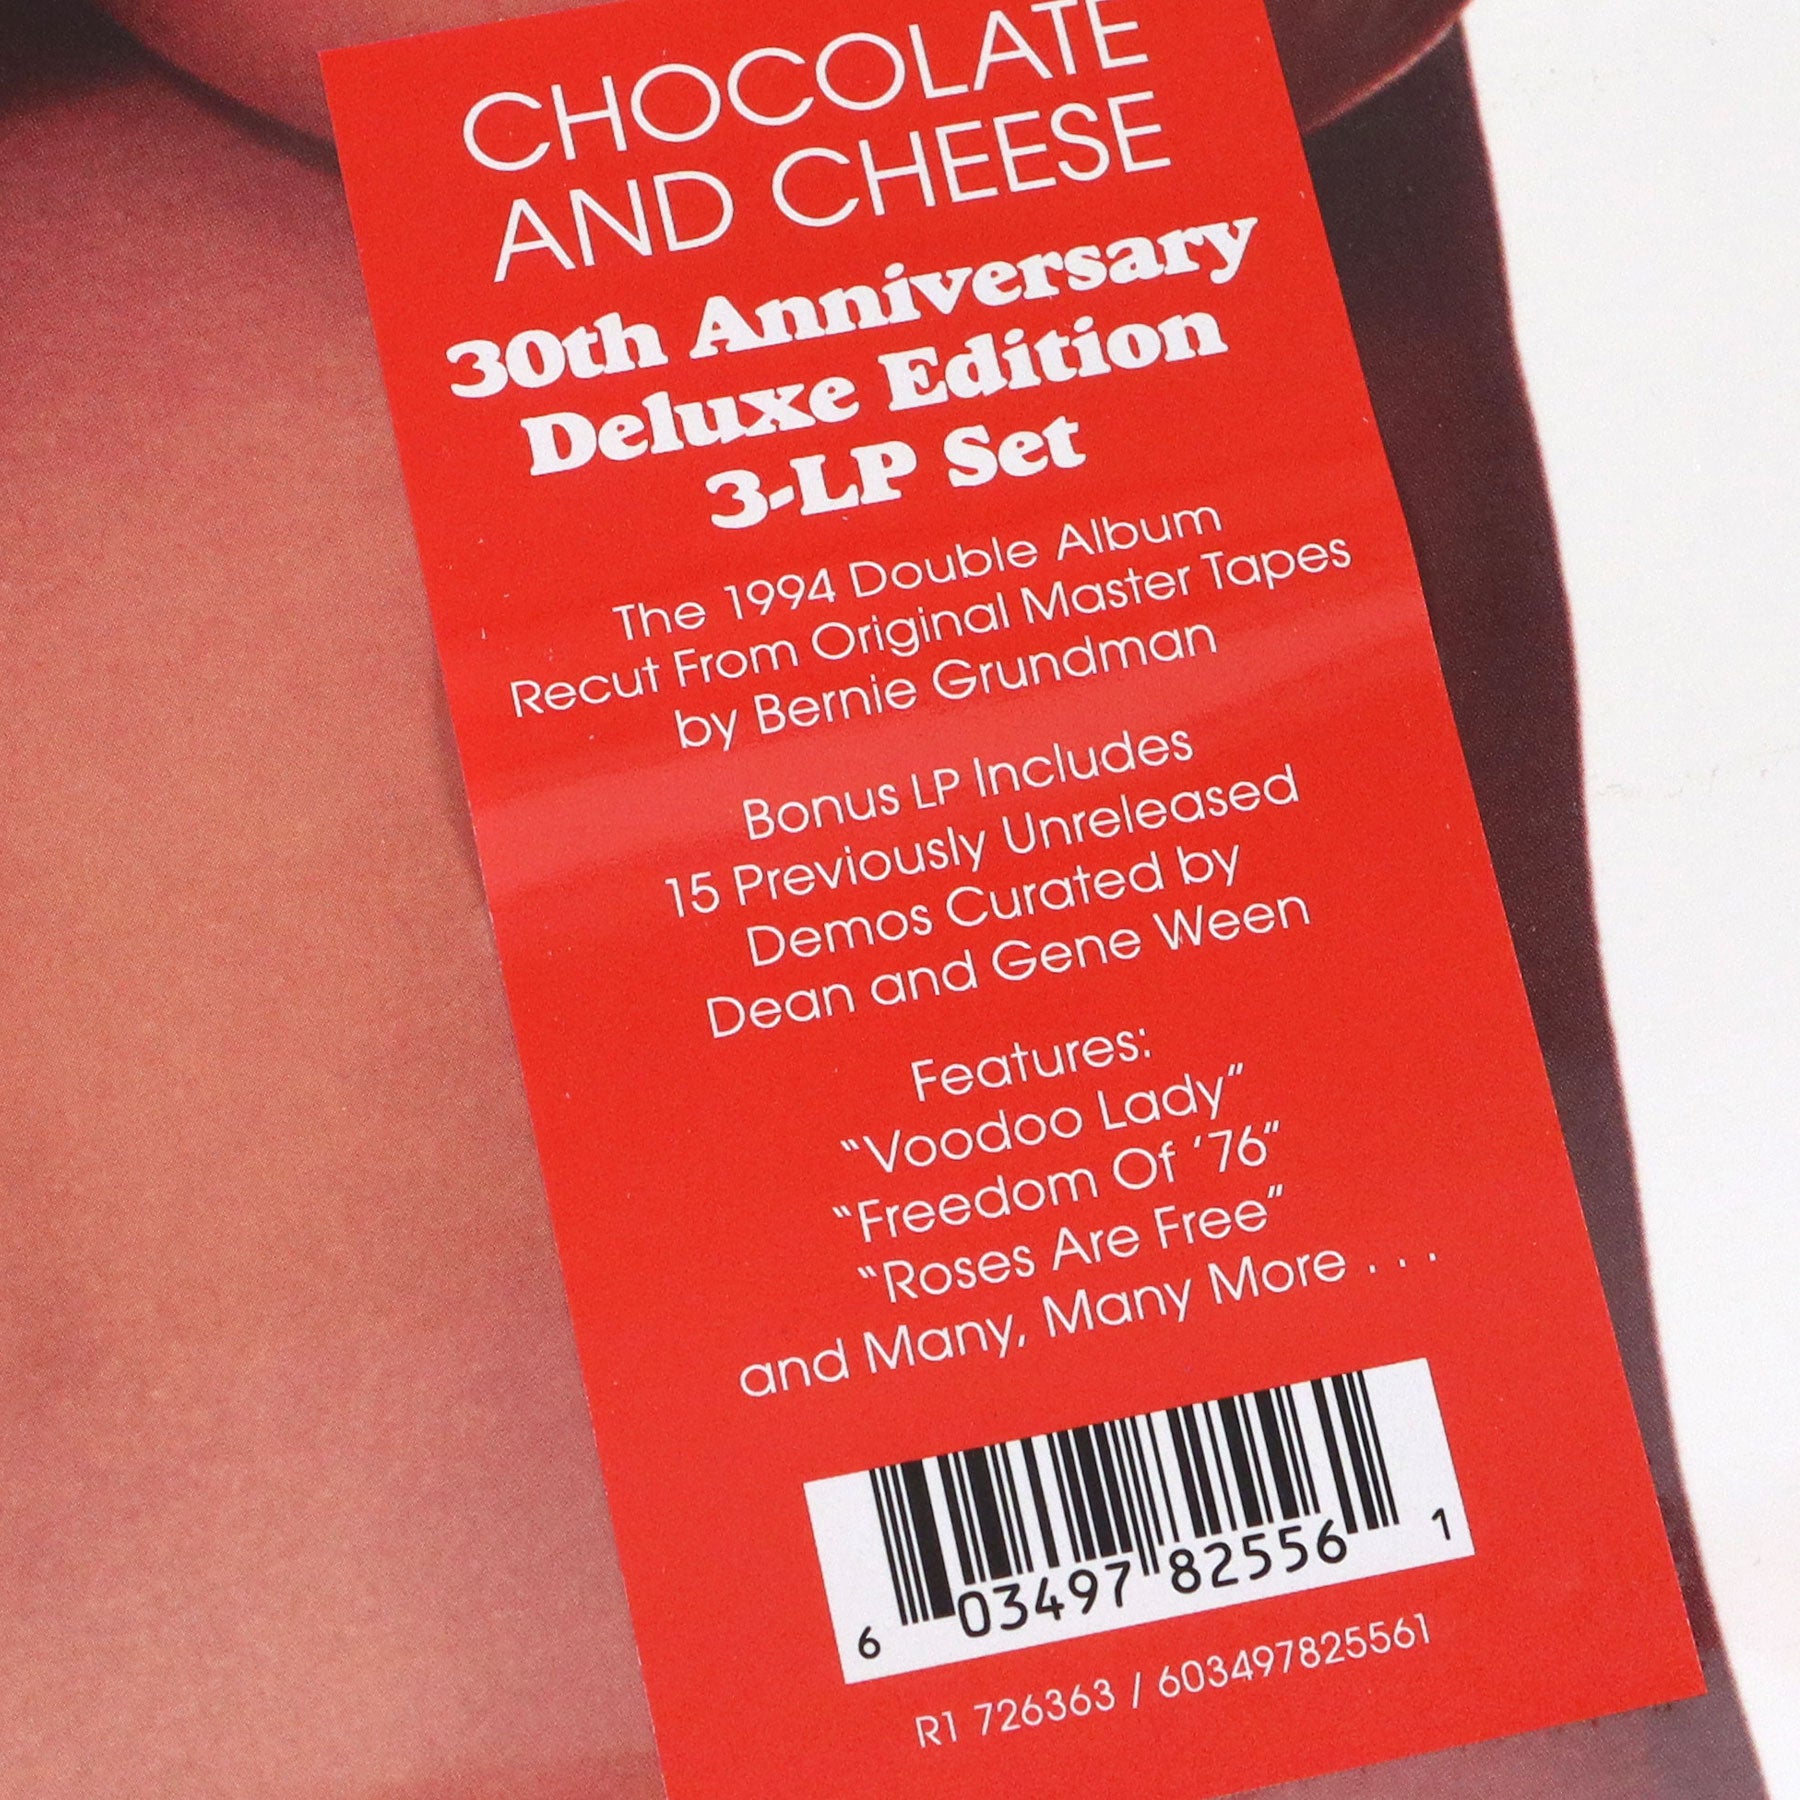 CHOCOLATE
AND CHEESE
30th Anniversary
Deluxe Edition
3-LP Set
The 1994 Double Album
Recut From Original Master Tapes
by Bernie Grundman
Bonus LP Includes
15 Previously Unreleased
Demos Curated by
Dean and Gene Ween
Features:
“Voodoo Lady”
“Freedom Of ’76”
“Roses Are Free”
and Many, Many More . . .
6 03497 82556 1
R1 726363 / 603497825561